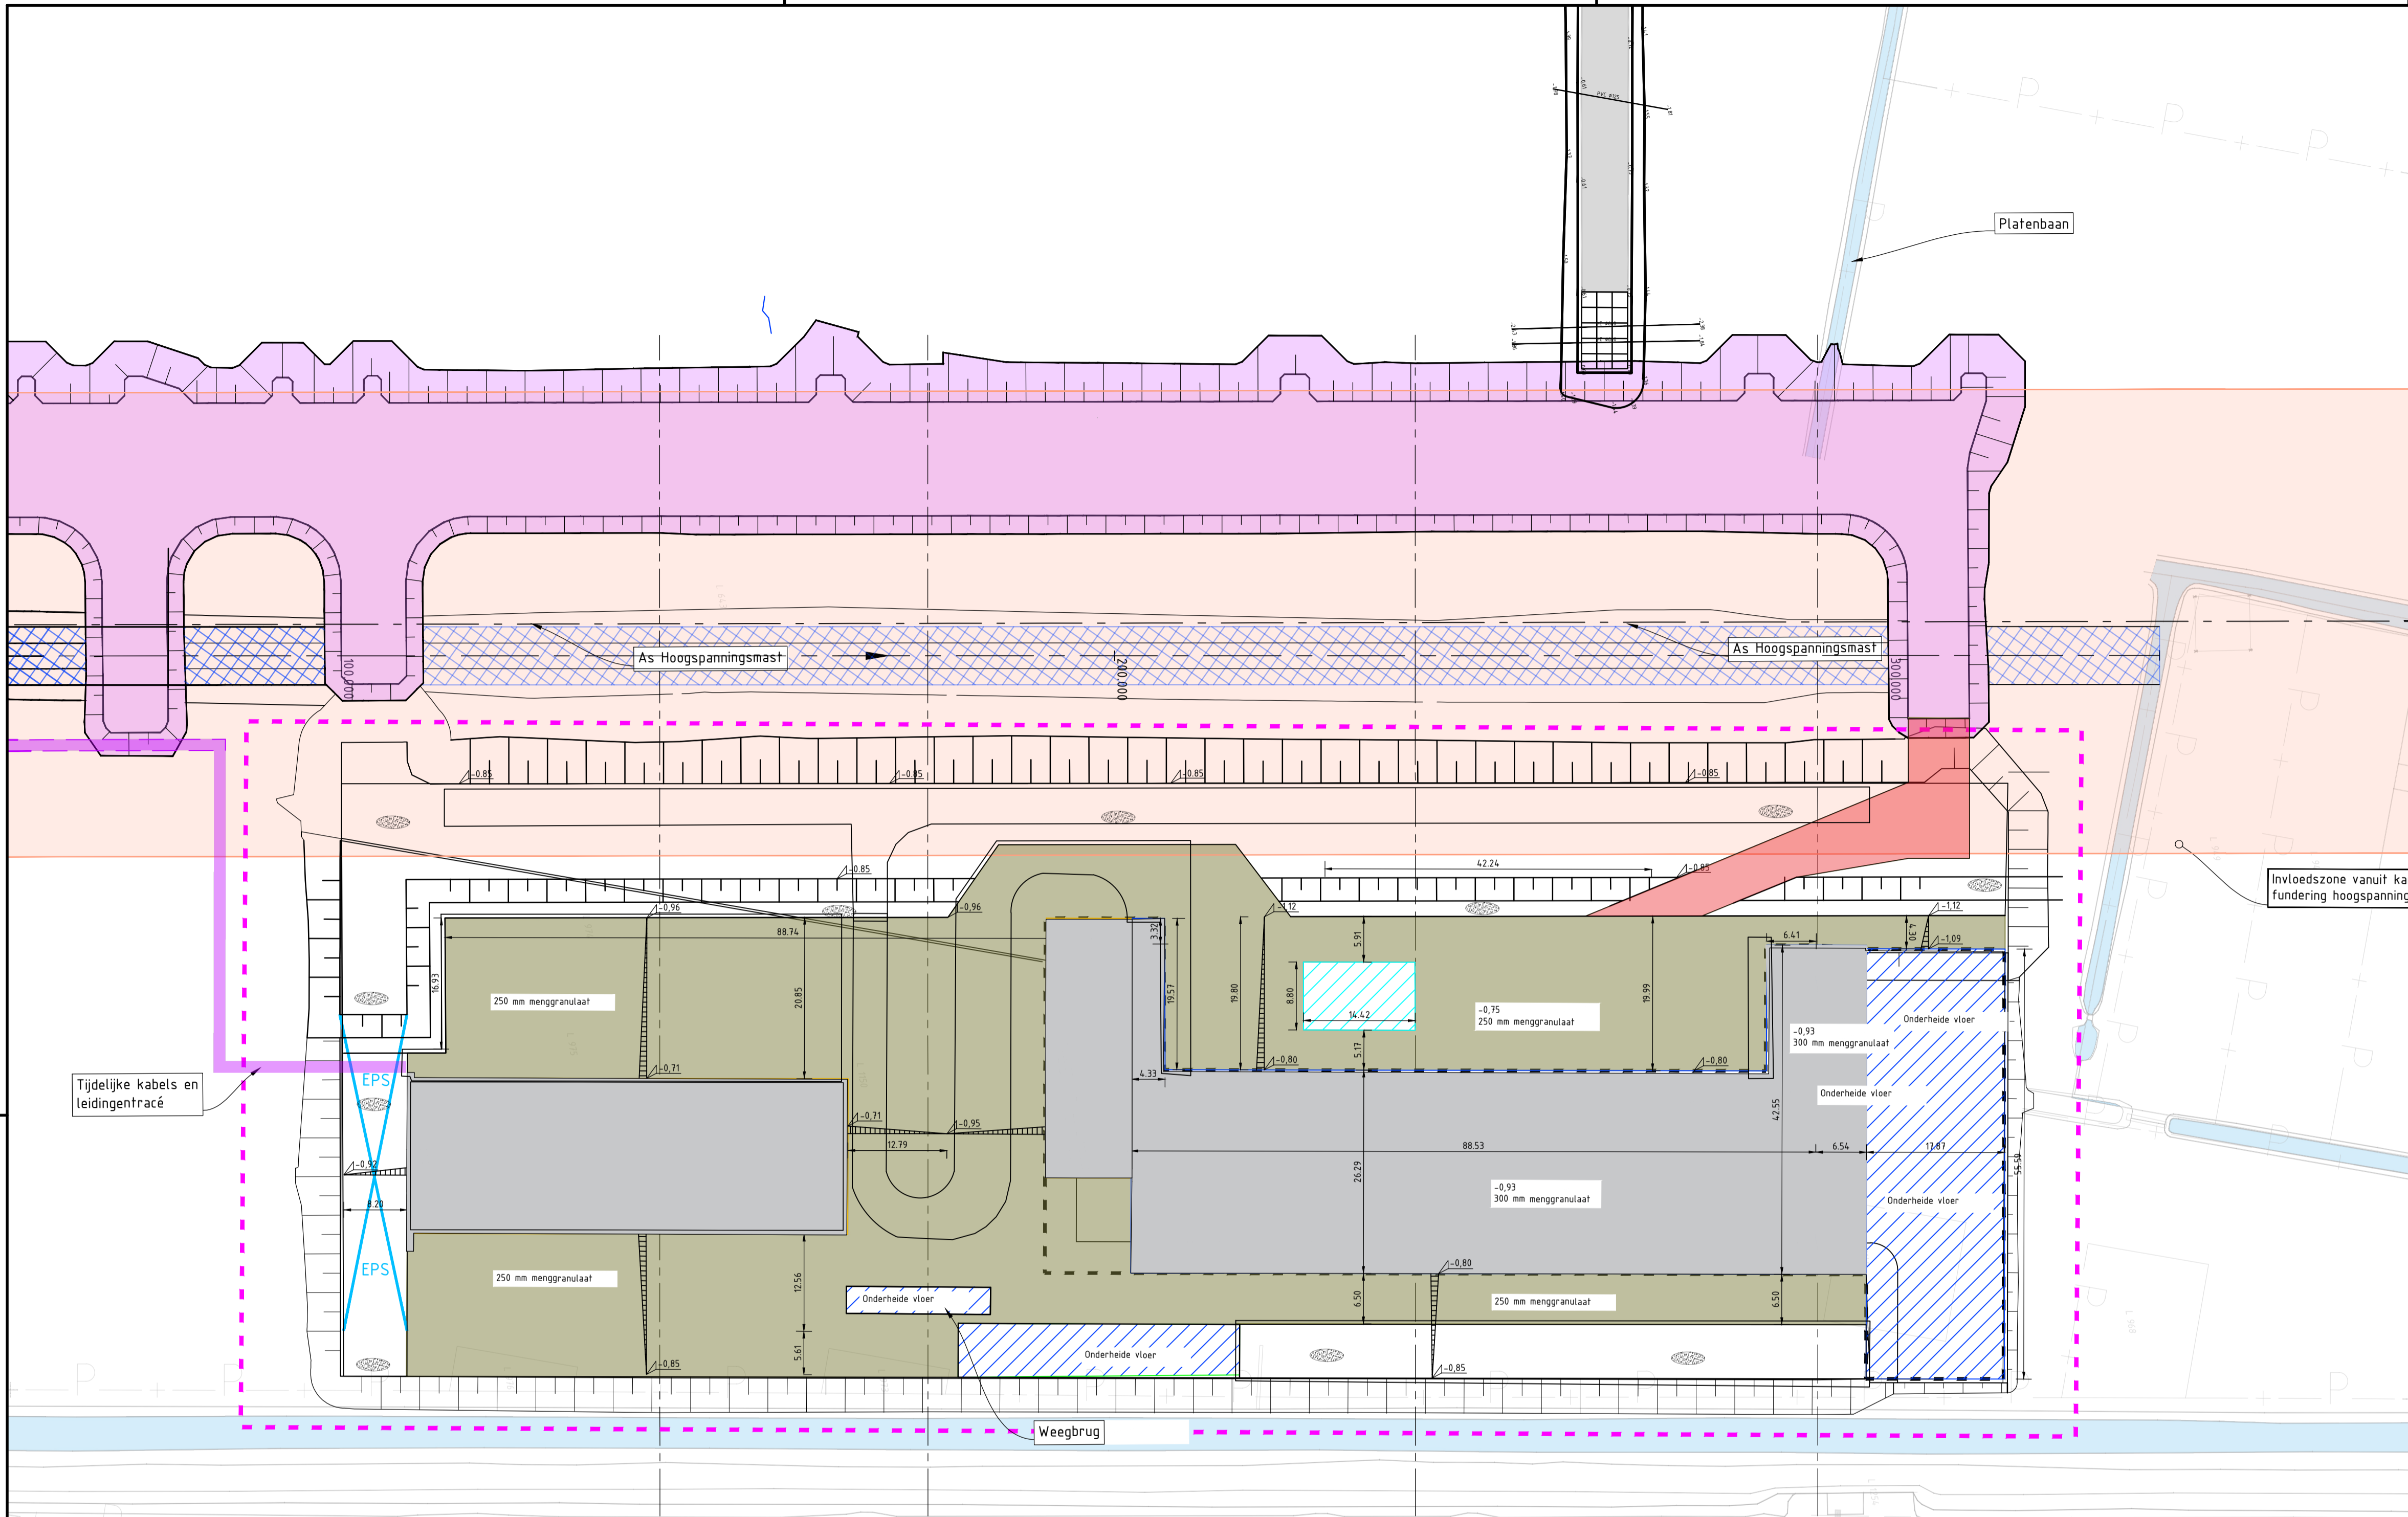 PVC ø125
Platenbaan
As Hoogspanningsmast
As Hoogspanningsmast
100.000
200.000
300.000
-0.85
-0.85
-0.85
-0.85
Invloedszone vanuit ka
fundering hoogspanning
-0.85
42.24
-0.85
-0,96
-0,96
-1,12
-1,12
88.74
3.32
5.91
6.41
4.30
-1,09
16.93
250 mm menggranulaat
20.85
19.57
19.80
8.80
14.42
-0,75
250 mm menggranulaat
19.99
-0,93
300 mm menggranulaat
Onderheide vloer
5.17
-0,71
4.33
-0,80
-0,80
Tijdelijke kabels en
leidingentracé
EPS
Onderheide vloer
42.55
-0,71
-0,95
12.79
88.53
6.54
17.87
55.59
-0,92
8.20
26.29
-0,93
300 mm menggranulaat
Onderheide vloer
EPS
250 mm menggranulaat
12.56
-0,80
Onderheide vloer
6.50
250 mm menggranulaat
6.50
5.61
Onderheide vloer
-0,85
-0,85
Weegbrug